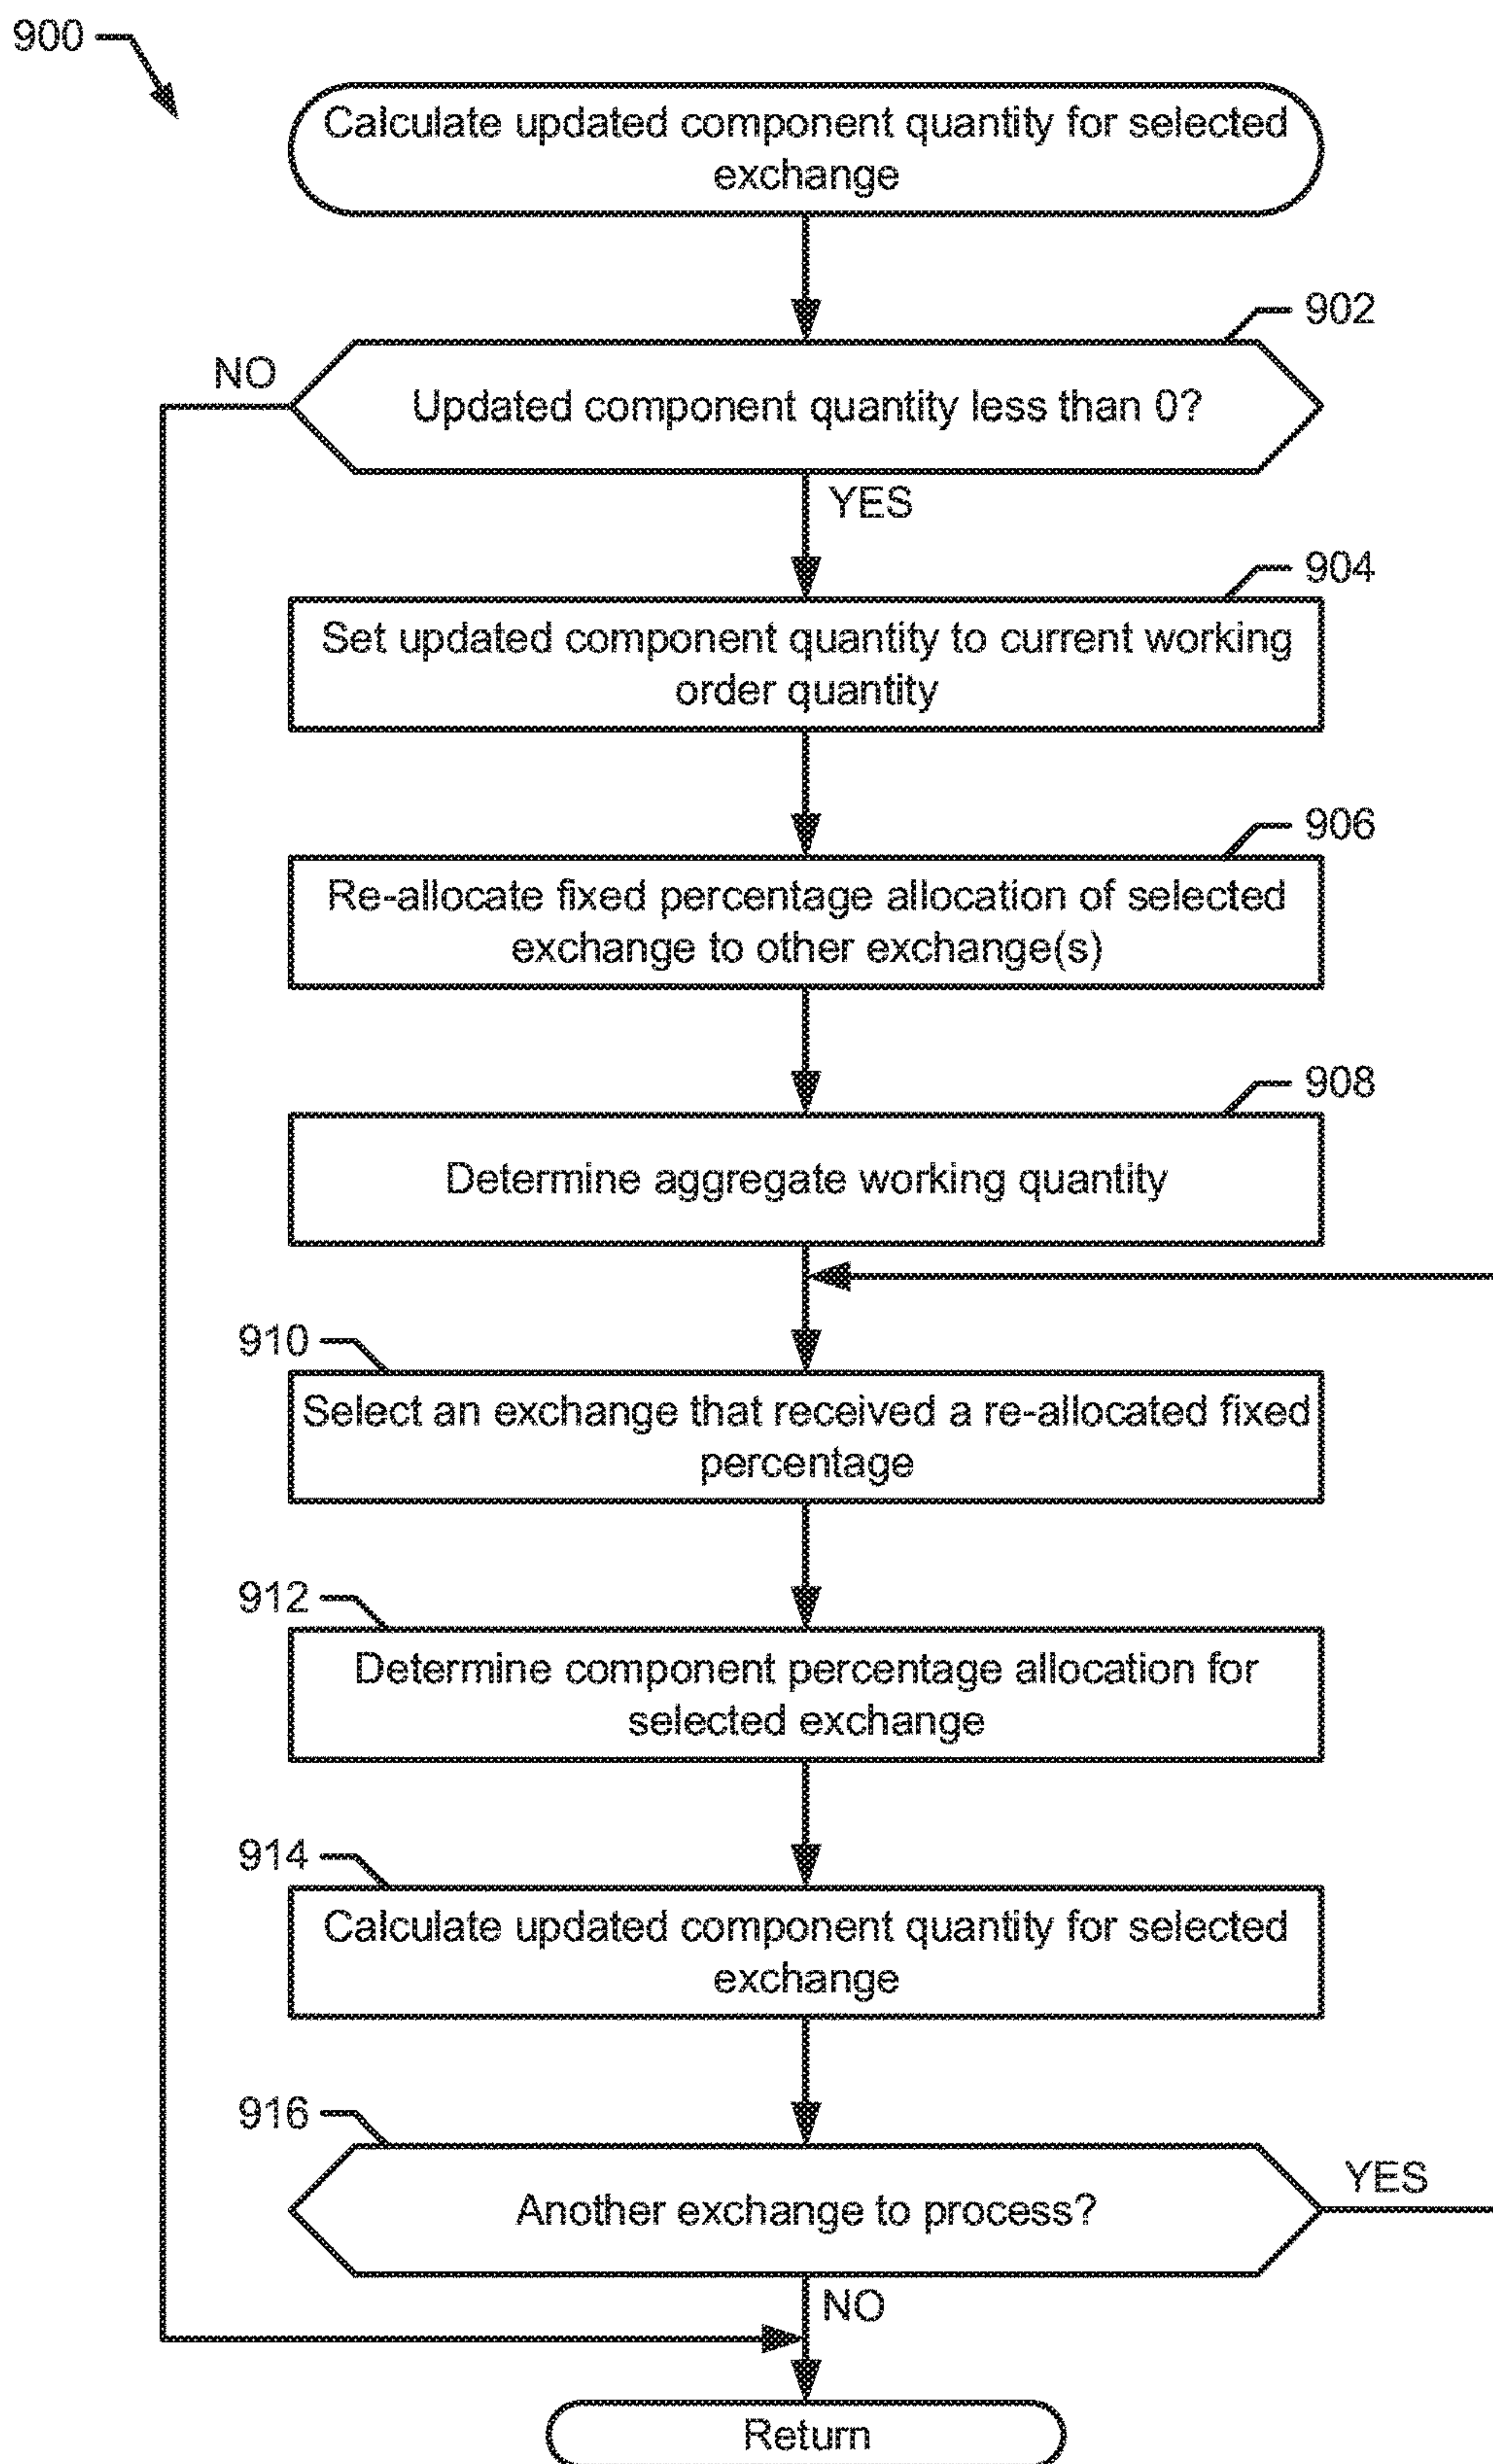 900
Calculate updated component quantity for selected
exchange
902
NO
Updated component quantity less than 0?
YES
904
Set updated component quantity to current working
order quantity
906
Re-allocate fixed percentage allocation of selected
exchange to other exchange(s)
908
Determine aggregate working quantity
910
Select an exchange that received a re-allocated fixed
percentage
912
Determine component percentage allocation for
selected exchange
914
Calculate updated component quantity for selected
exchange
916
YES
Another exchange to process?
NO
Return